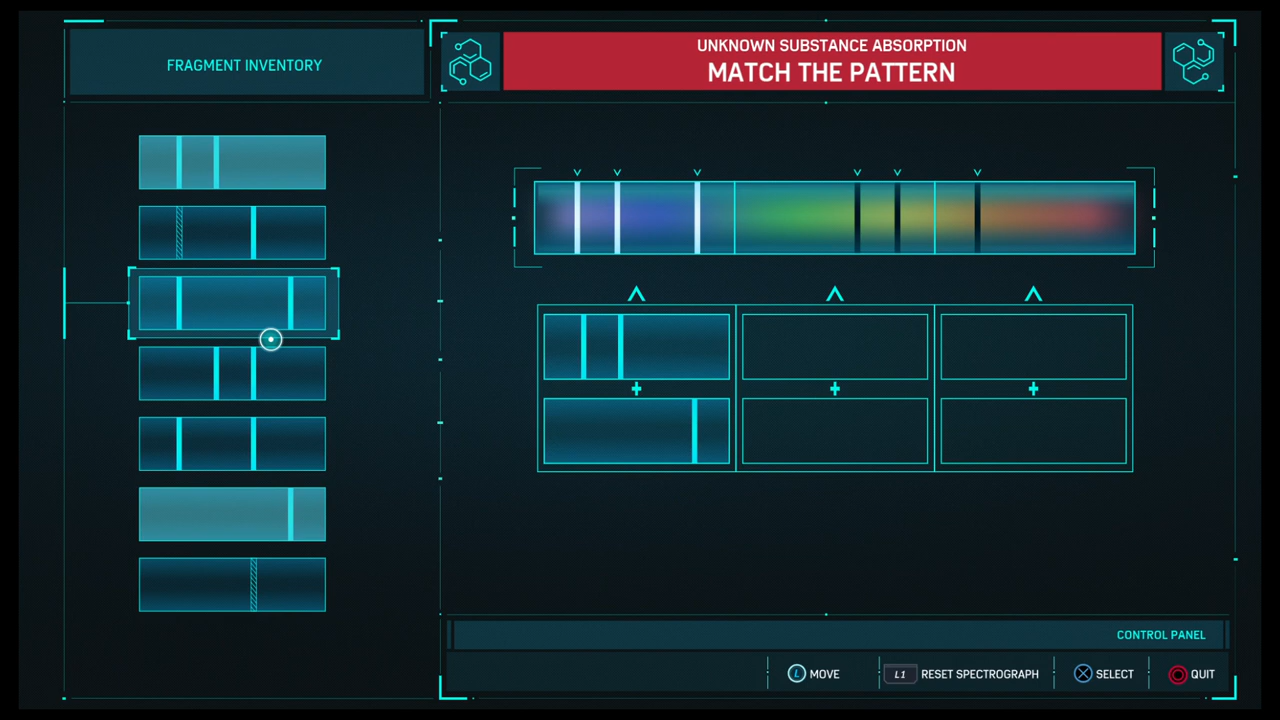 FRAGMENT INVENTORY
UNKNOWN SUBSTANCE ABSORPTION
MATCH THE PATTERN
CONTROL PANEL
L MOVE
L1 RESET SPECTROGRAPH
SELECT
QUIT